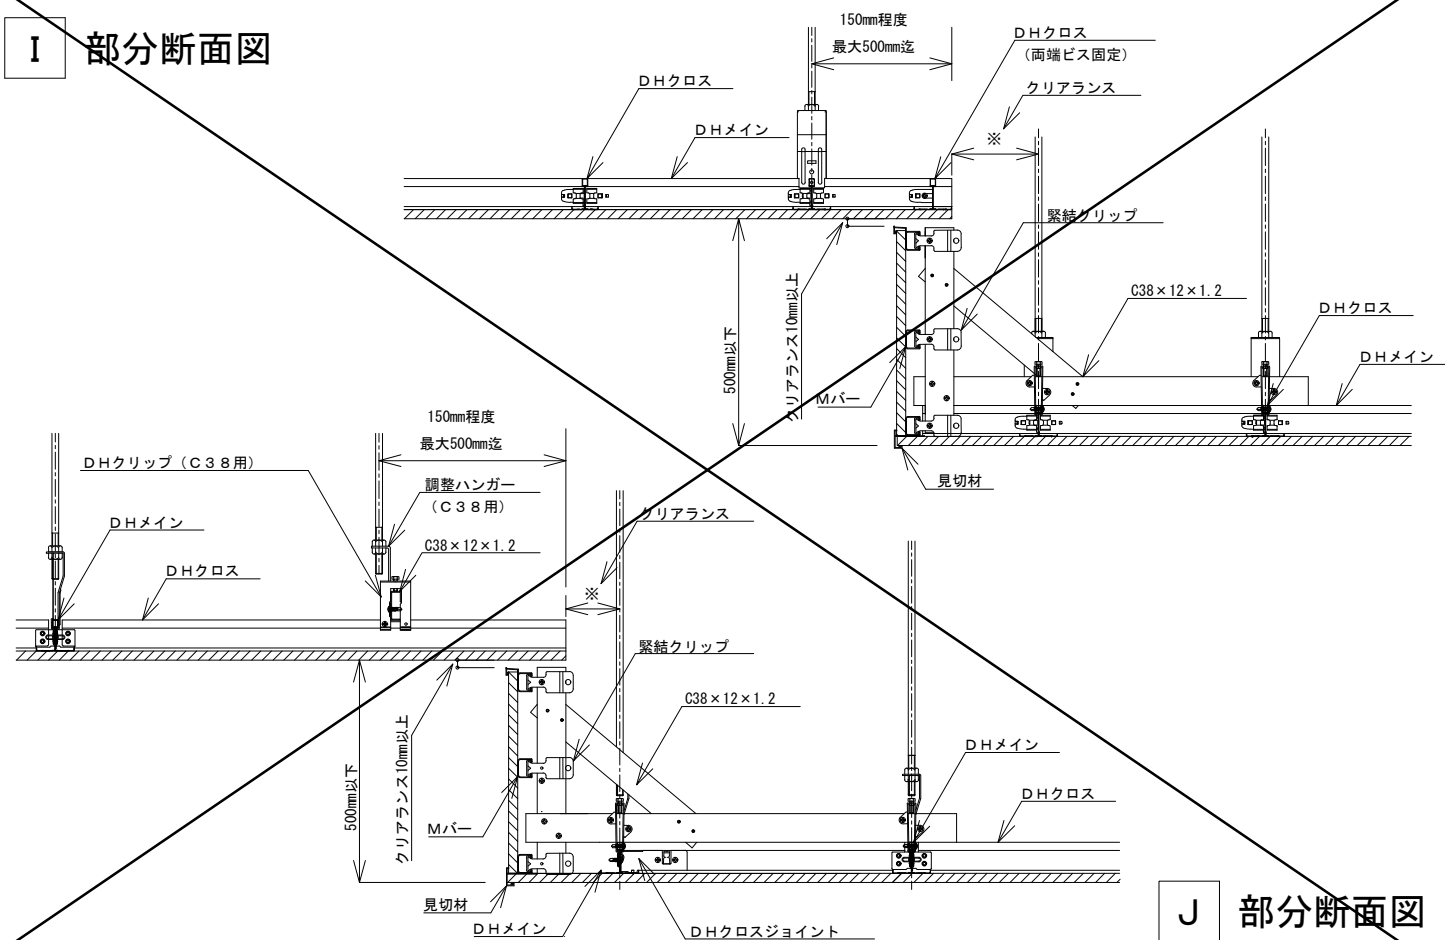 I 部分断面図
150mm程度
最大500mm迄
DHクロス
(両端ビス固定)
クリアランス
DHクロス
DHメイン
※
緊結クリップ
C38×12×1.2
DHクロス
DHメイン
クリアランス10mm以上
500mm以下
Mバー
見切材
150mm程度
最大500mm迄
DHクリップ(C38用)
調整ハンガー
(C38用)
DHメイン
C38×12×1.2
DHクロス
クリアランス
※
緊結クリップ
C38×12×1.2
DHメイン
DHクロス
クリアランス10mm以上
500mm以下
Mバー
見切材
DHメイン
DHクロスジョイント
J 部分断面図